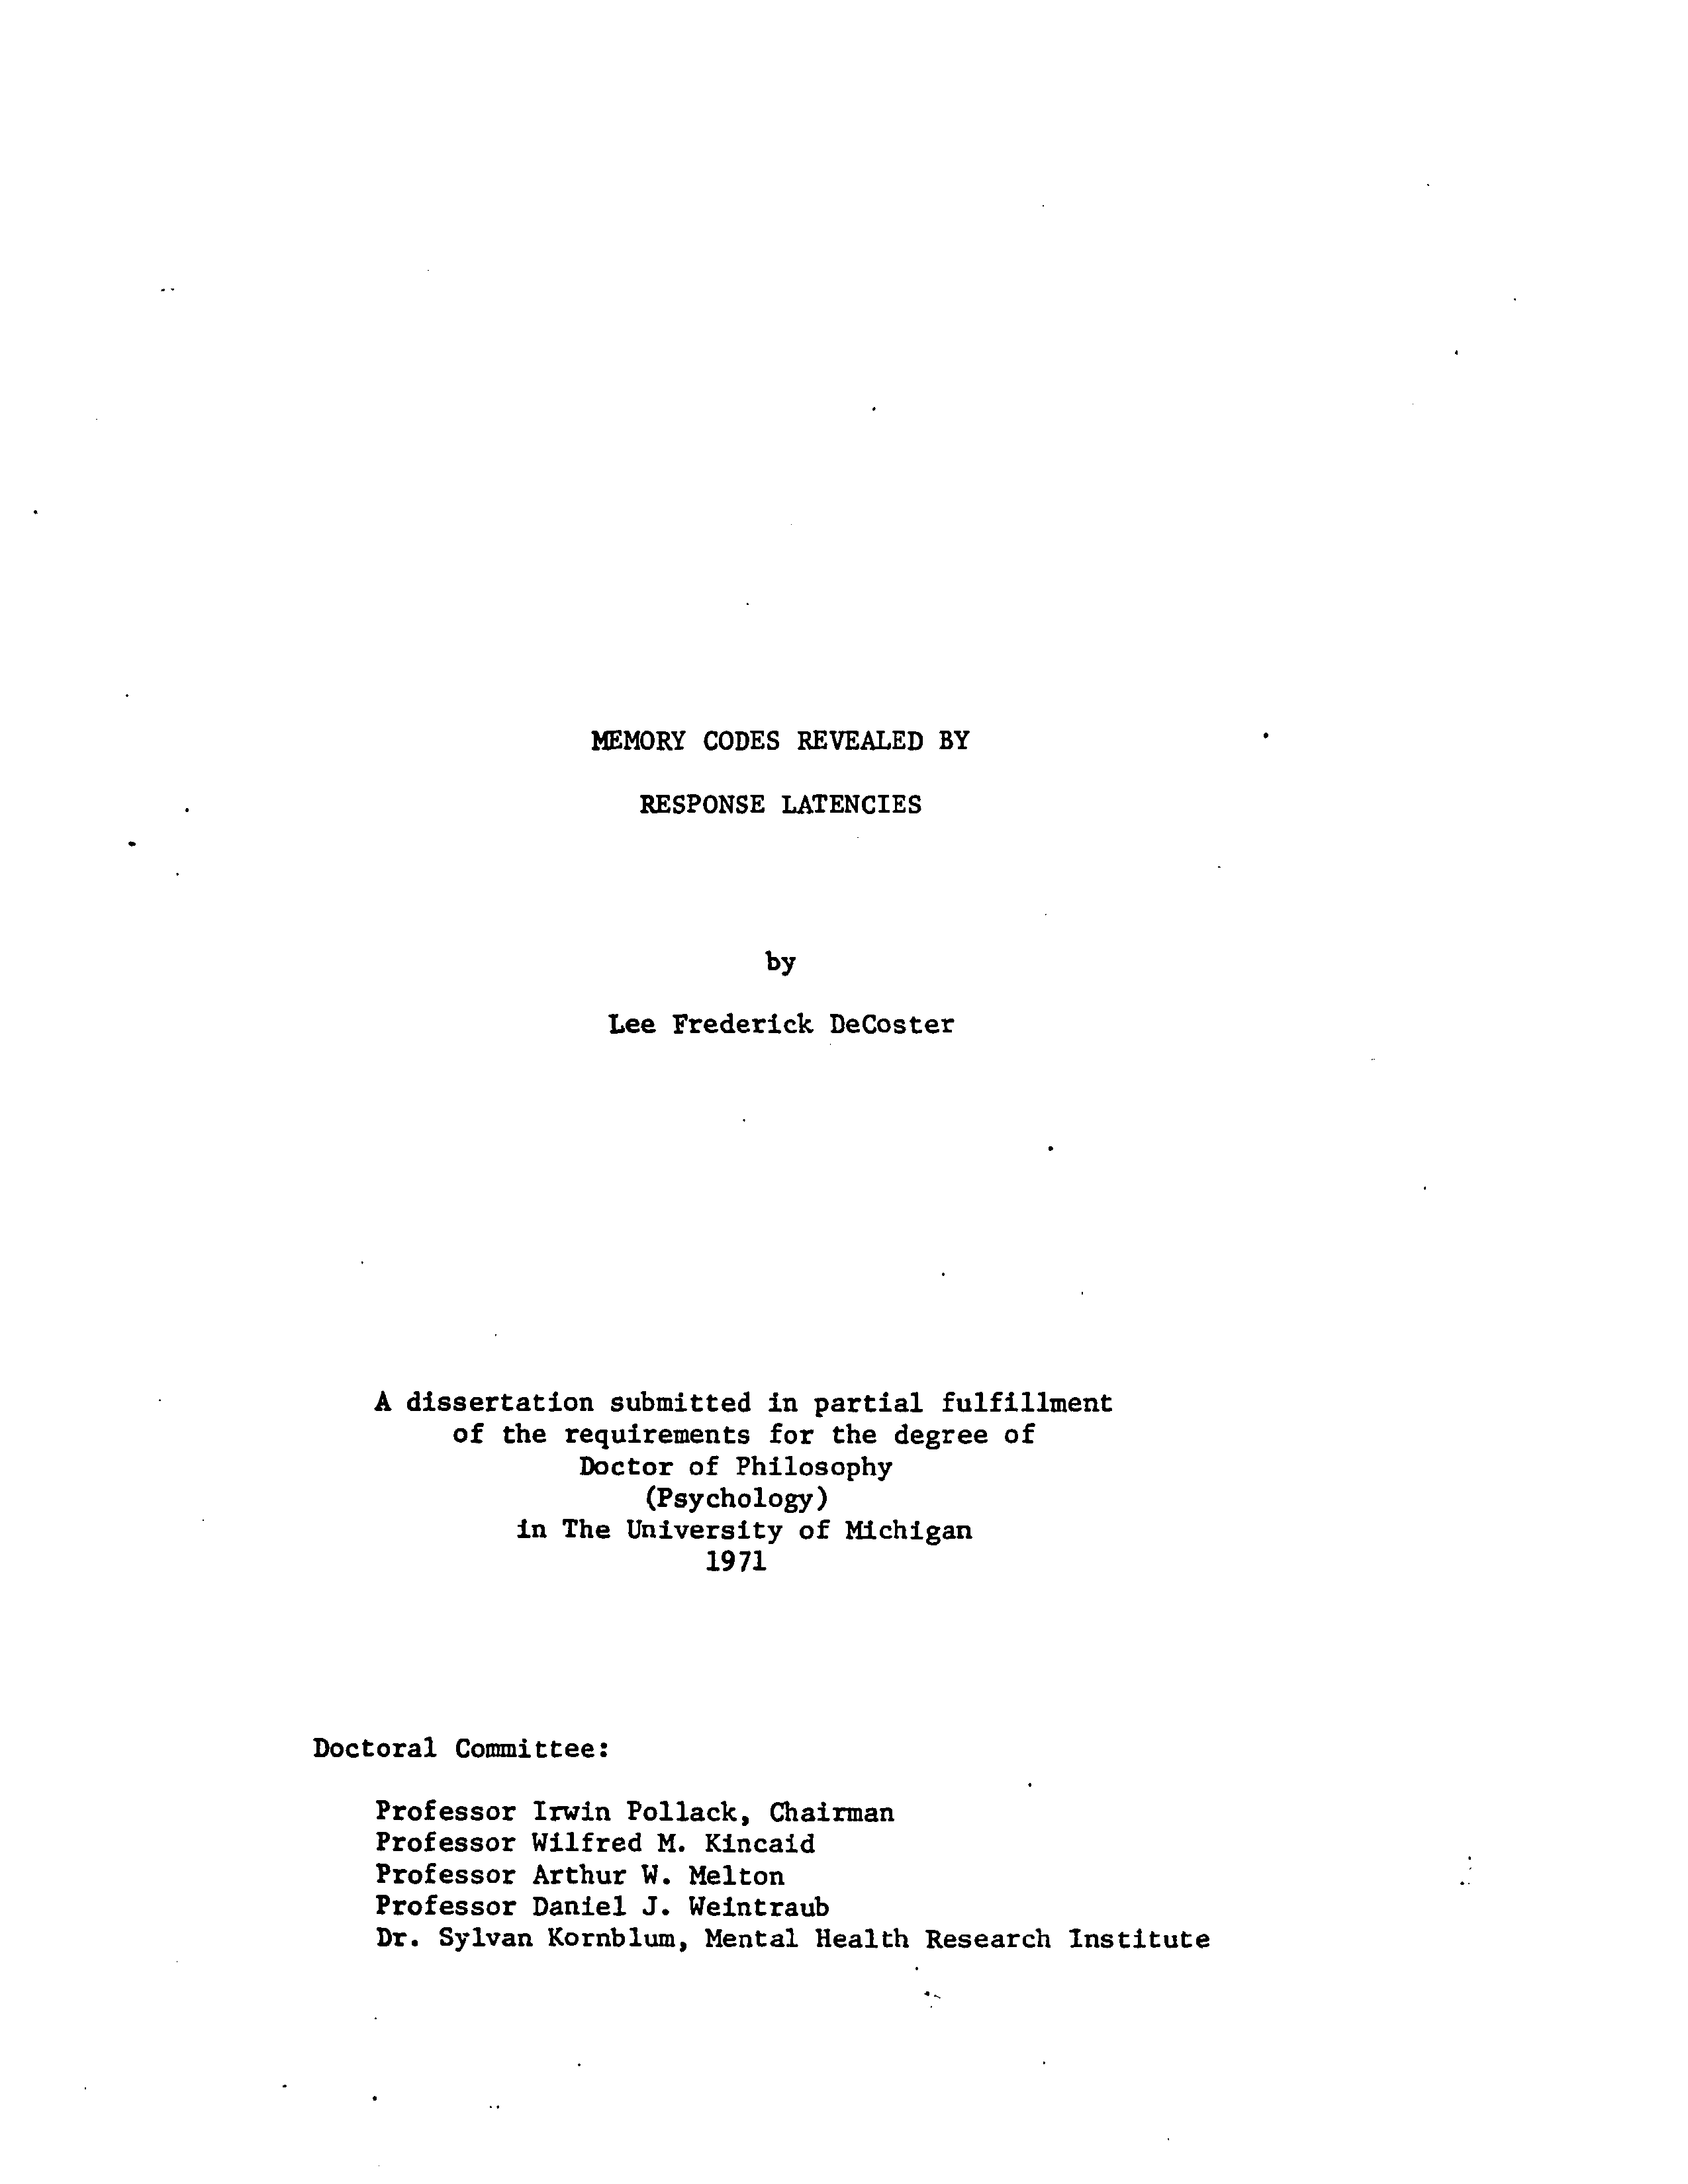 MEMORY CODES REVEALED BY
RESPONSE LATENCIES
by
Lee Frederick DeCoster
A dissertation submitted in partial fulfillment
of the requirements for the degree of
Doctor of Philosophy
(Psychology)
in The University of Michigan
1971
Doctoral Committee:
Professor Irwin Pollack, Chairman
Professor Wilfred M. Kincaid
Professor Arthur W. Melton
Professor Daniel J. Weintraub
Dr. Sylvan Kornblum, Mental Health Research Institute